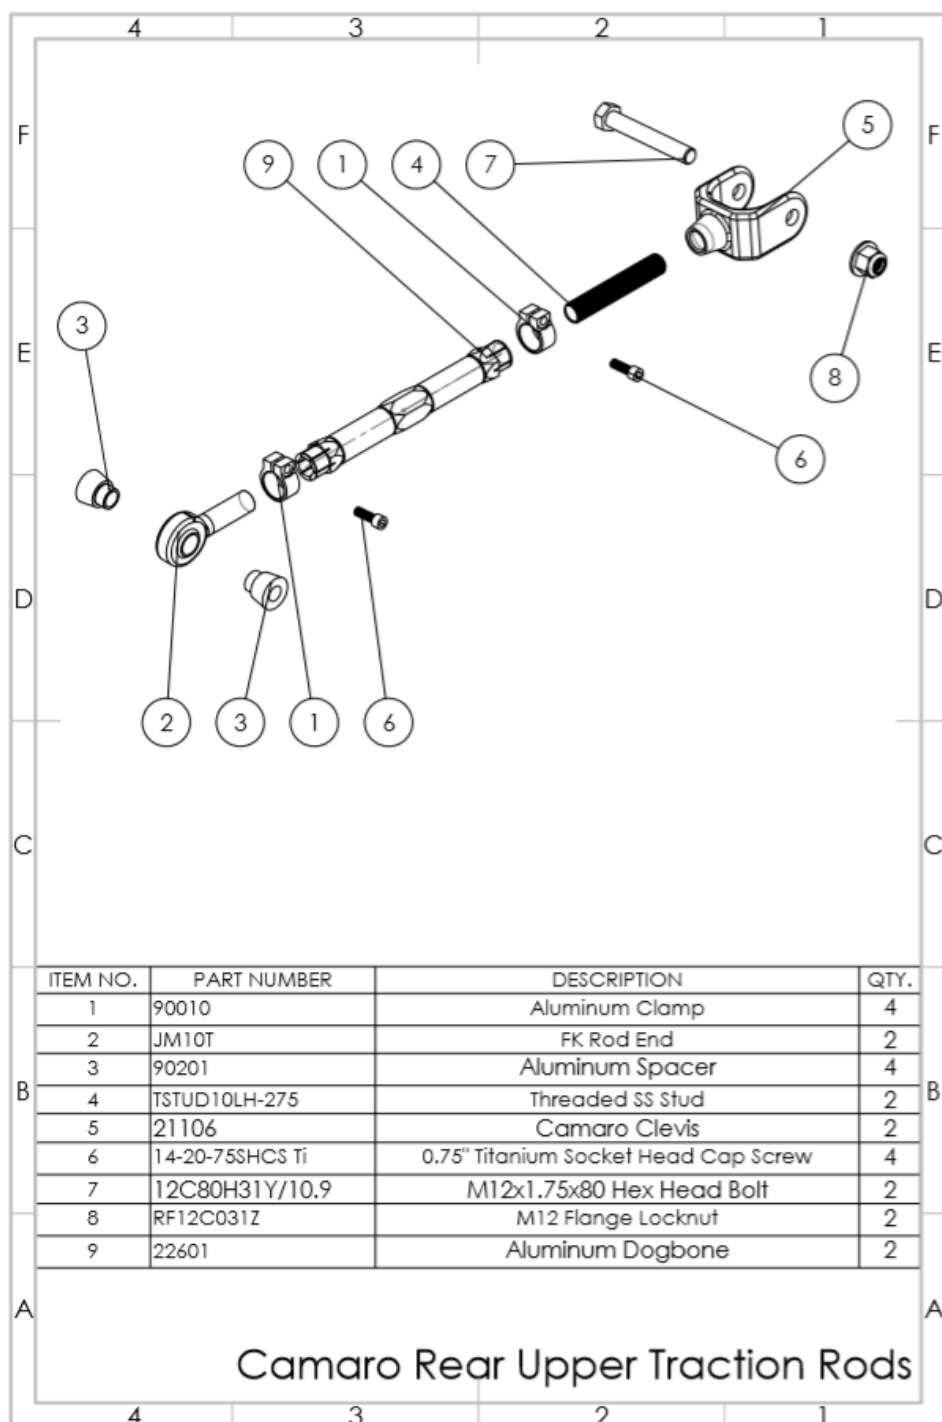 4 3 2 1
F F
5
9 1 4 7
3
E E
8
6
D D
2 3 1 6
C C
ITEM NO. PART NUMBER DESCRIPTION QTY.
1 90010 Aluminum Clamp 4
2 JM10T FK Rod End 2
3 90201 Aluminum Spacer 4
B B
4 TSTUD10LH-275 Threaded SS Stud 2
5 21106 Camaro Clevis 2
6 14-20-75SHCS Ti 0.75" Titanium Socket Head Cap Screw 4
7 12C80H31Y/10.9 M12x1.75x80 Hex Head Bolt 2
8 RF12C031Z M12 Flange Locknut 2
9 22601 Aluminum Dogbone 2
A A
Camaro Rear Upper Traction Rods
4 3 2 1